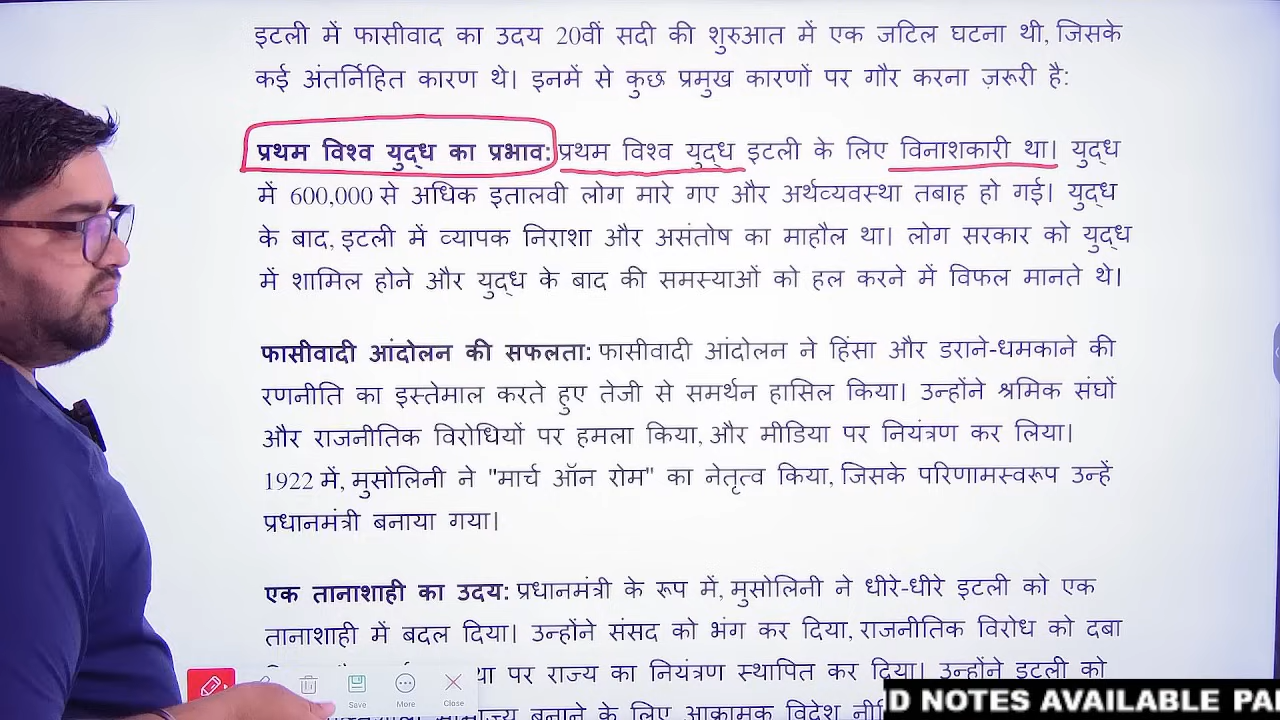 इटली में फासीवाद का उदय 20वीं सदी की शुरुआत में एक जटिल घटना थी, जिसके
कई अंतर्निहित कारण थे। इनमें से कुछ प्रमुख कारणों पर गौर करना ज़रूरी है:
प्रथम विश्व युद्ध का प्रभाव: प्रथम विश्व युद्ध इटली के लिए विनाशकारी था। युद्ध
में 600,000 से अधिक इतालवी लोग मारे गए और अर्थव्यवस्था तबाह हो गई। युद्ध
के बाद, इटली में व्यापक निराशा और असंतोष का माहौल था। लोग सरकार को युद्ध
में शामिल होने और युद्ध के बाद की समस्याओं को हल करने में विफल मानते थे।
फासीवादी आंदोलन की सफलता: फासीवादी आंदोलन ने हिंसा और डराने-धमकाने की
रणनीति का इस्तेमाल करते हुए तेजी से समर्थन हासिल किया। उन्होंने श्रमिक संघों
और राजनीतिक विरोधियों पर हमला किया, और मीडिया पर नियंत्रण कर लिया।
1922 में, मुसोलिनी ने "मार्च ऑन रोम" का नेतृत्व किया, जिसके परिणामस्वरूप उन्हें
प्रधानमंत्री बनाया गया।
एक तानाशाही का उदय: प्रधानमंत्री के रूप में, मुसोलिनी ने धीरे-धीरे इटली को एक
तानाशाही में बदल दिया। उन्होंने संसद को भंग कर दिया, राजनीतिक विरोध को दबा
पर राज्य का नियंत्रण स्थापित कर दिया। उन्होंने इटली को
बनाने के लिए आक्रामक विदेश
Save More Close
D NOTES AVAILABLE PA